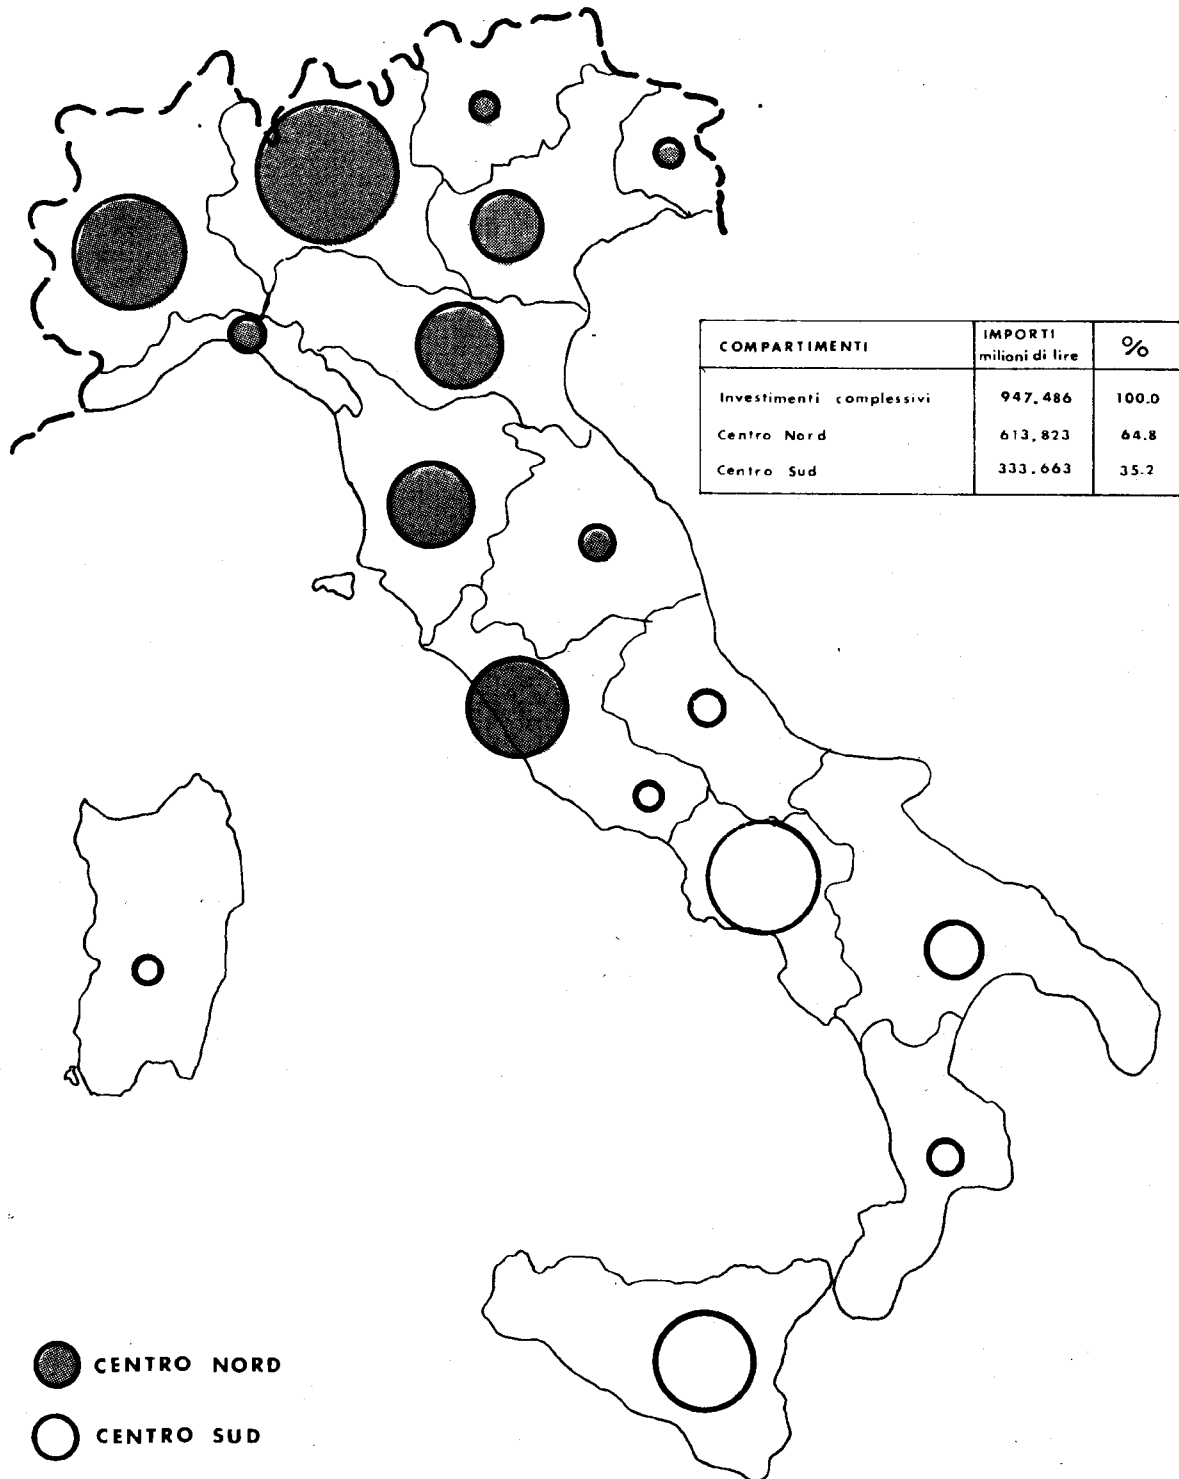 COMPARTIMENTI IMPORTI milioni di lire %
Investimenti complessivi 947,486 100.0
Centro Nord 613,823 64.8
Centro Sud 333.663 35.2
CENTRO NORD
CENTRO SUD